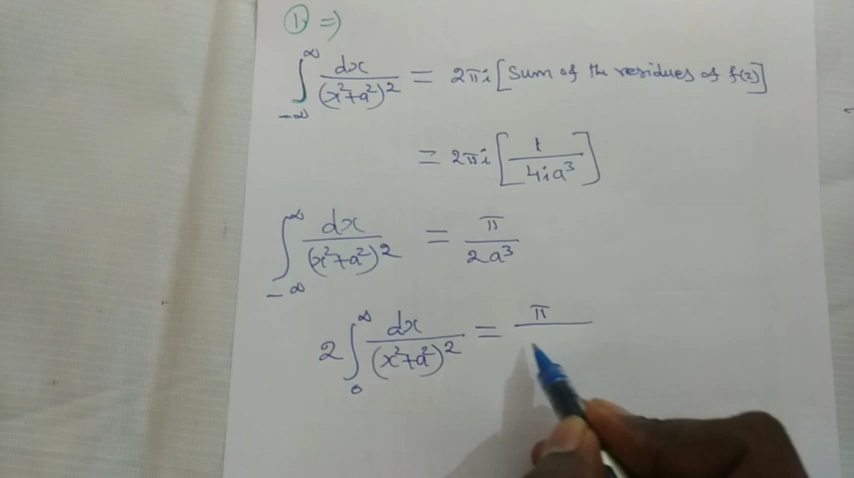 ① ⇒
∫_{-∞}^{∞} dx/(x²+a²)² = 2πi [Sum of the residues of f(z)]
= 2πi [1/4ia³]
∫_{-∞}^{∞} dx/(x²+a²)² = π/2a³
2 ∫_{0}^{∞} dx/(x²+a²)² = π/